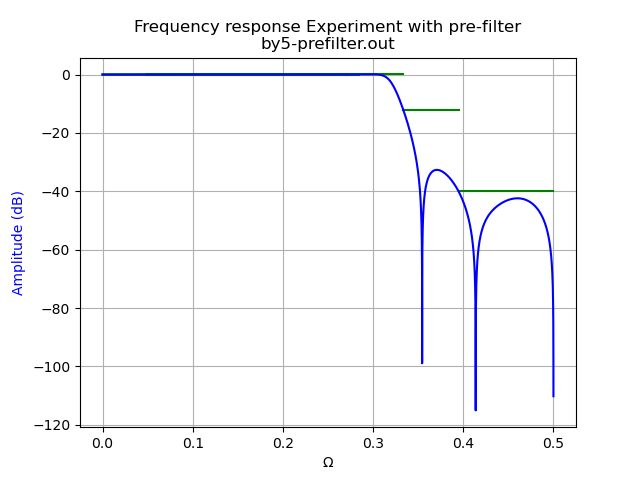 Frequency response Experiment with pre-filter
by5-prefilter.out
0
−20
−40
−60
−80
−100
−120
Amplitude (dB)
0.0 0.1 0.2 0.3 0.4 0.5
Ω